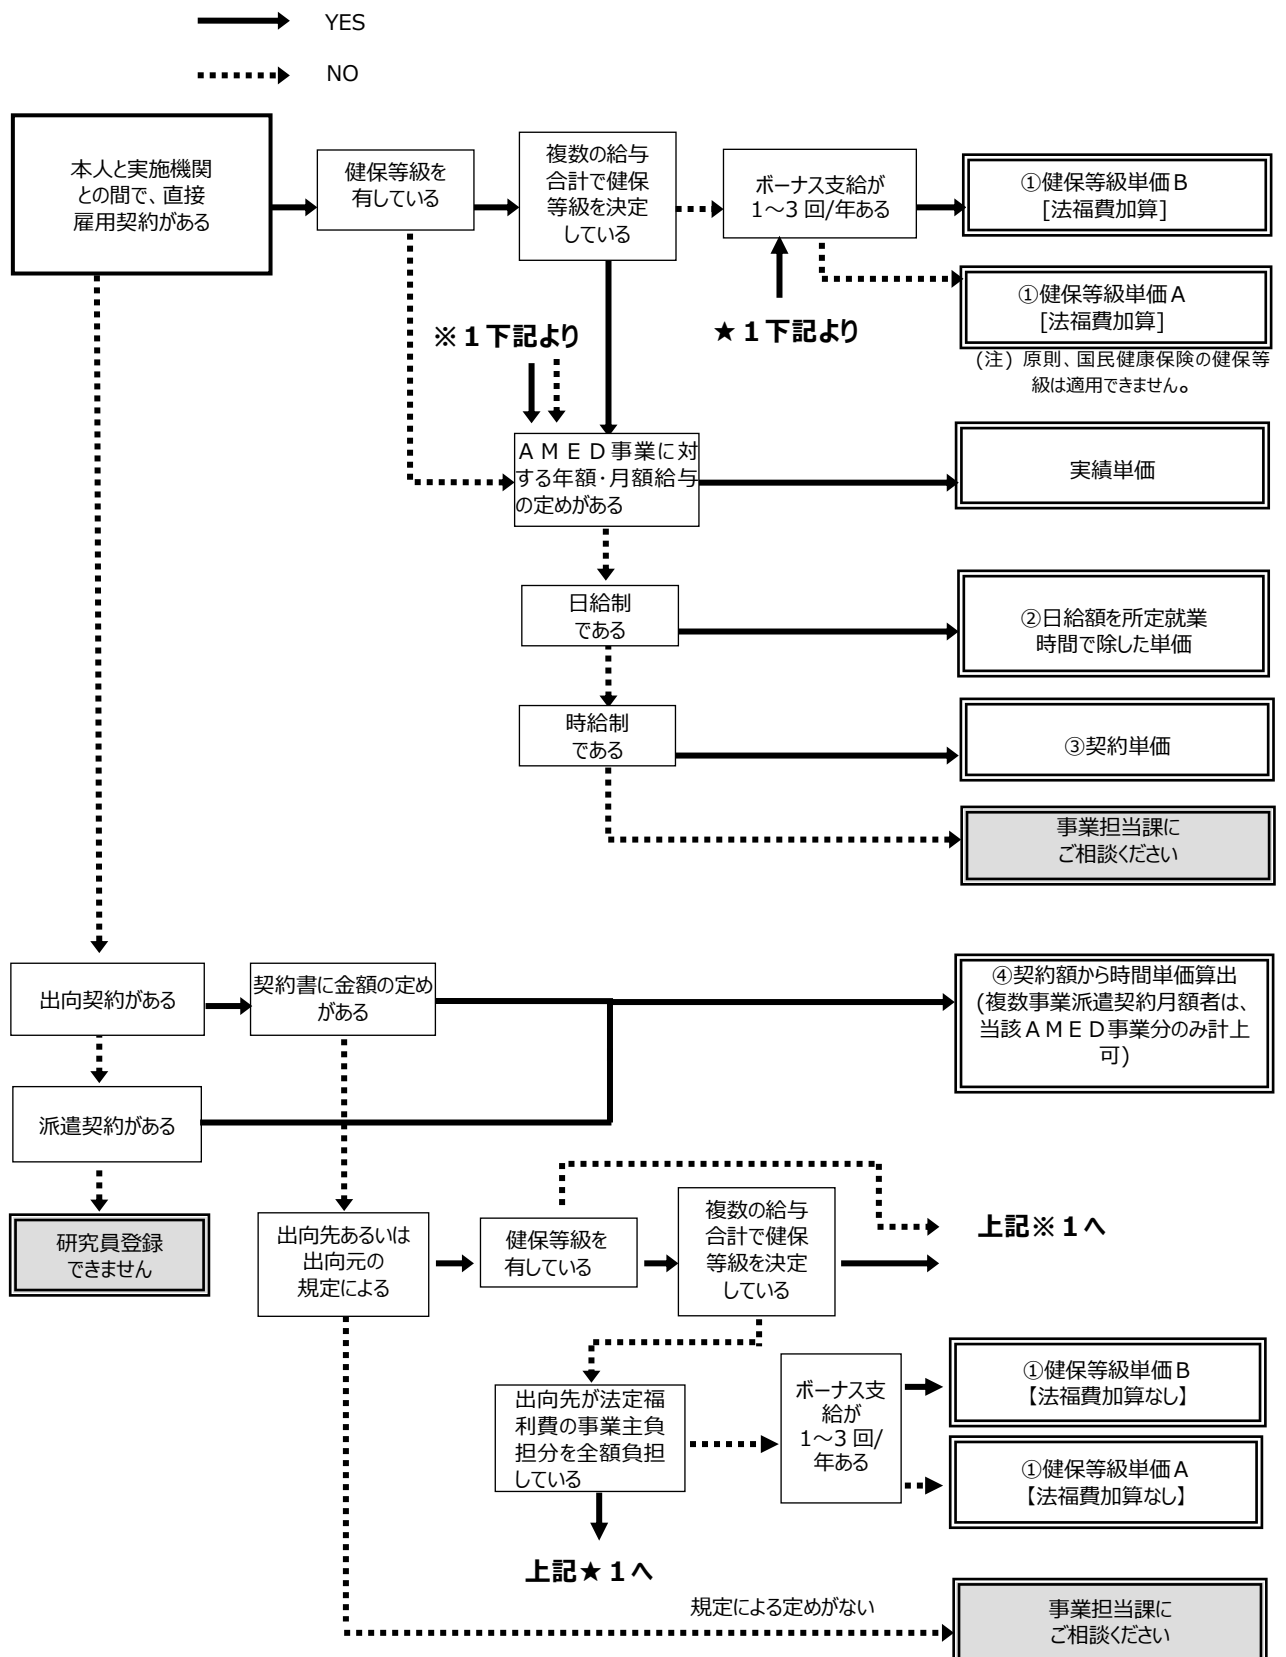 YES
NO
本人と実施機関
との間で、直接
雇用契約がある
健保等級を
有している
複数の給与
合計で健保
等級を決定
している
ボーナス支給が
1～3 回/年ある
①健保等級単価Ｂ
[法福費加算]
①健保等級単価Ａ
[法福費加算]
(注) 原則、国民健康保険の健保等
級は適用できません。
※１下記より
★１下記より
ＡＭＥＤ事業に対
する年額・月額給与
の定めがある
実績単価
日給制
である
②日給額を所定就業
時間で除した単価
時給制
である
③契約単価
事業担当課に
ご相談ください
出向契約がある
契約書に金額の定め
がある
④契約額から時間単価算出
(複数事業派遣契約月額者は、
当該ＡＭＥＤ事業分のみ計上
可)
派遣契約がある
研究員登録
できません
出向先あるいは
出向元の
規定による
健保等級を
有している
複数の給与
合計で健保
等級を決定
している
上記※１へ
出向先が法定福
利費の事業主負
担分を全額負担
している
ボーナス支
給が
1～3 回/
年ある
①健保等級単価Ｂ
【法福費加算なし】
①健保等級単価Ａ
【法福費加算なし】
上記★１へ
規定による定めがない
事業担当課に
ご相談ください